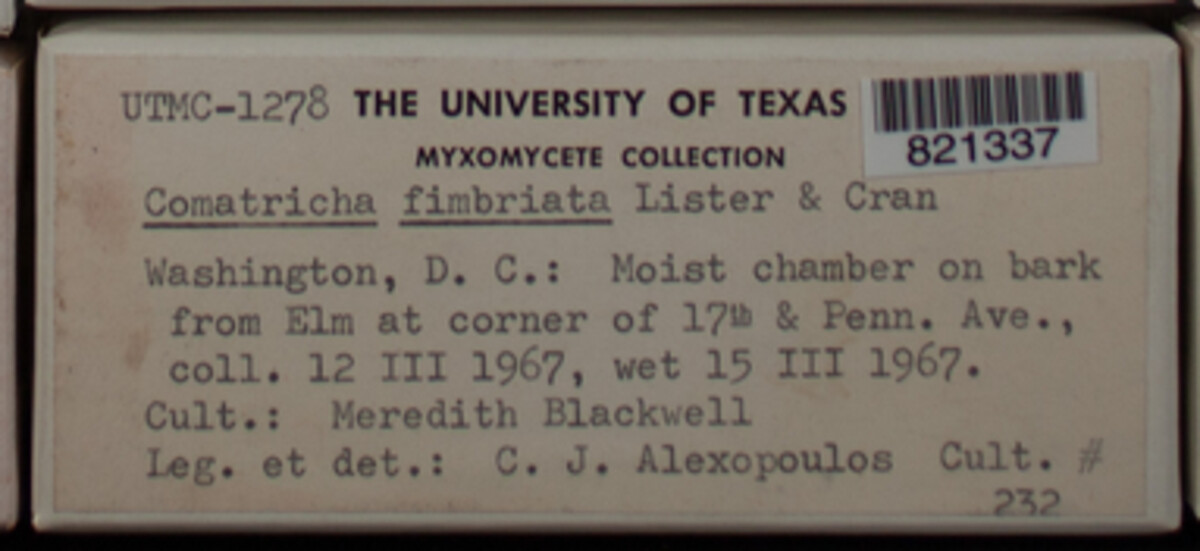 UTMC-1278 THE UNIVERSITY OF TEXAS
MYXOMYCETE COLLECTION
821337
Comatricha fimbriata Lister & Cran
Washington, D. C.: Moist chamber on bark
from Elm at corner of 17th & Penn. Ave.,
coll. 12 III 1967, wet 15 III 1967.
Cult.: Meredith Blackwell
Leg. et det.: C. J. Alexopoulos Cult. #
232